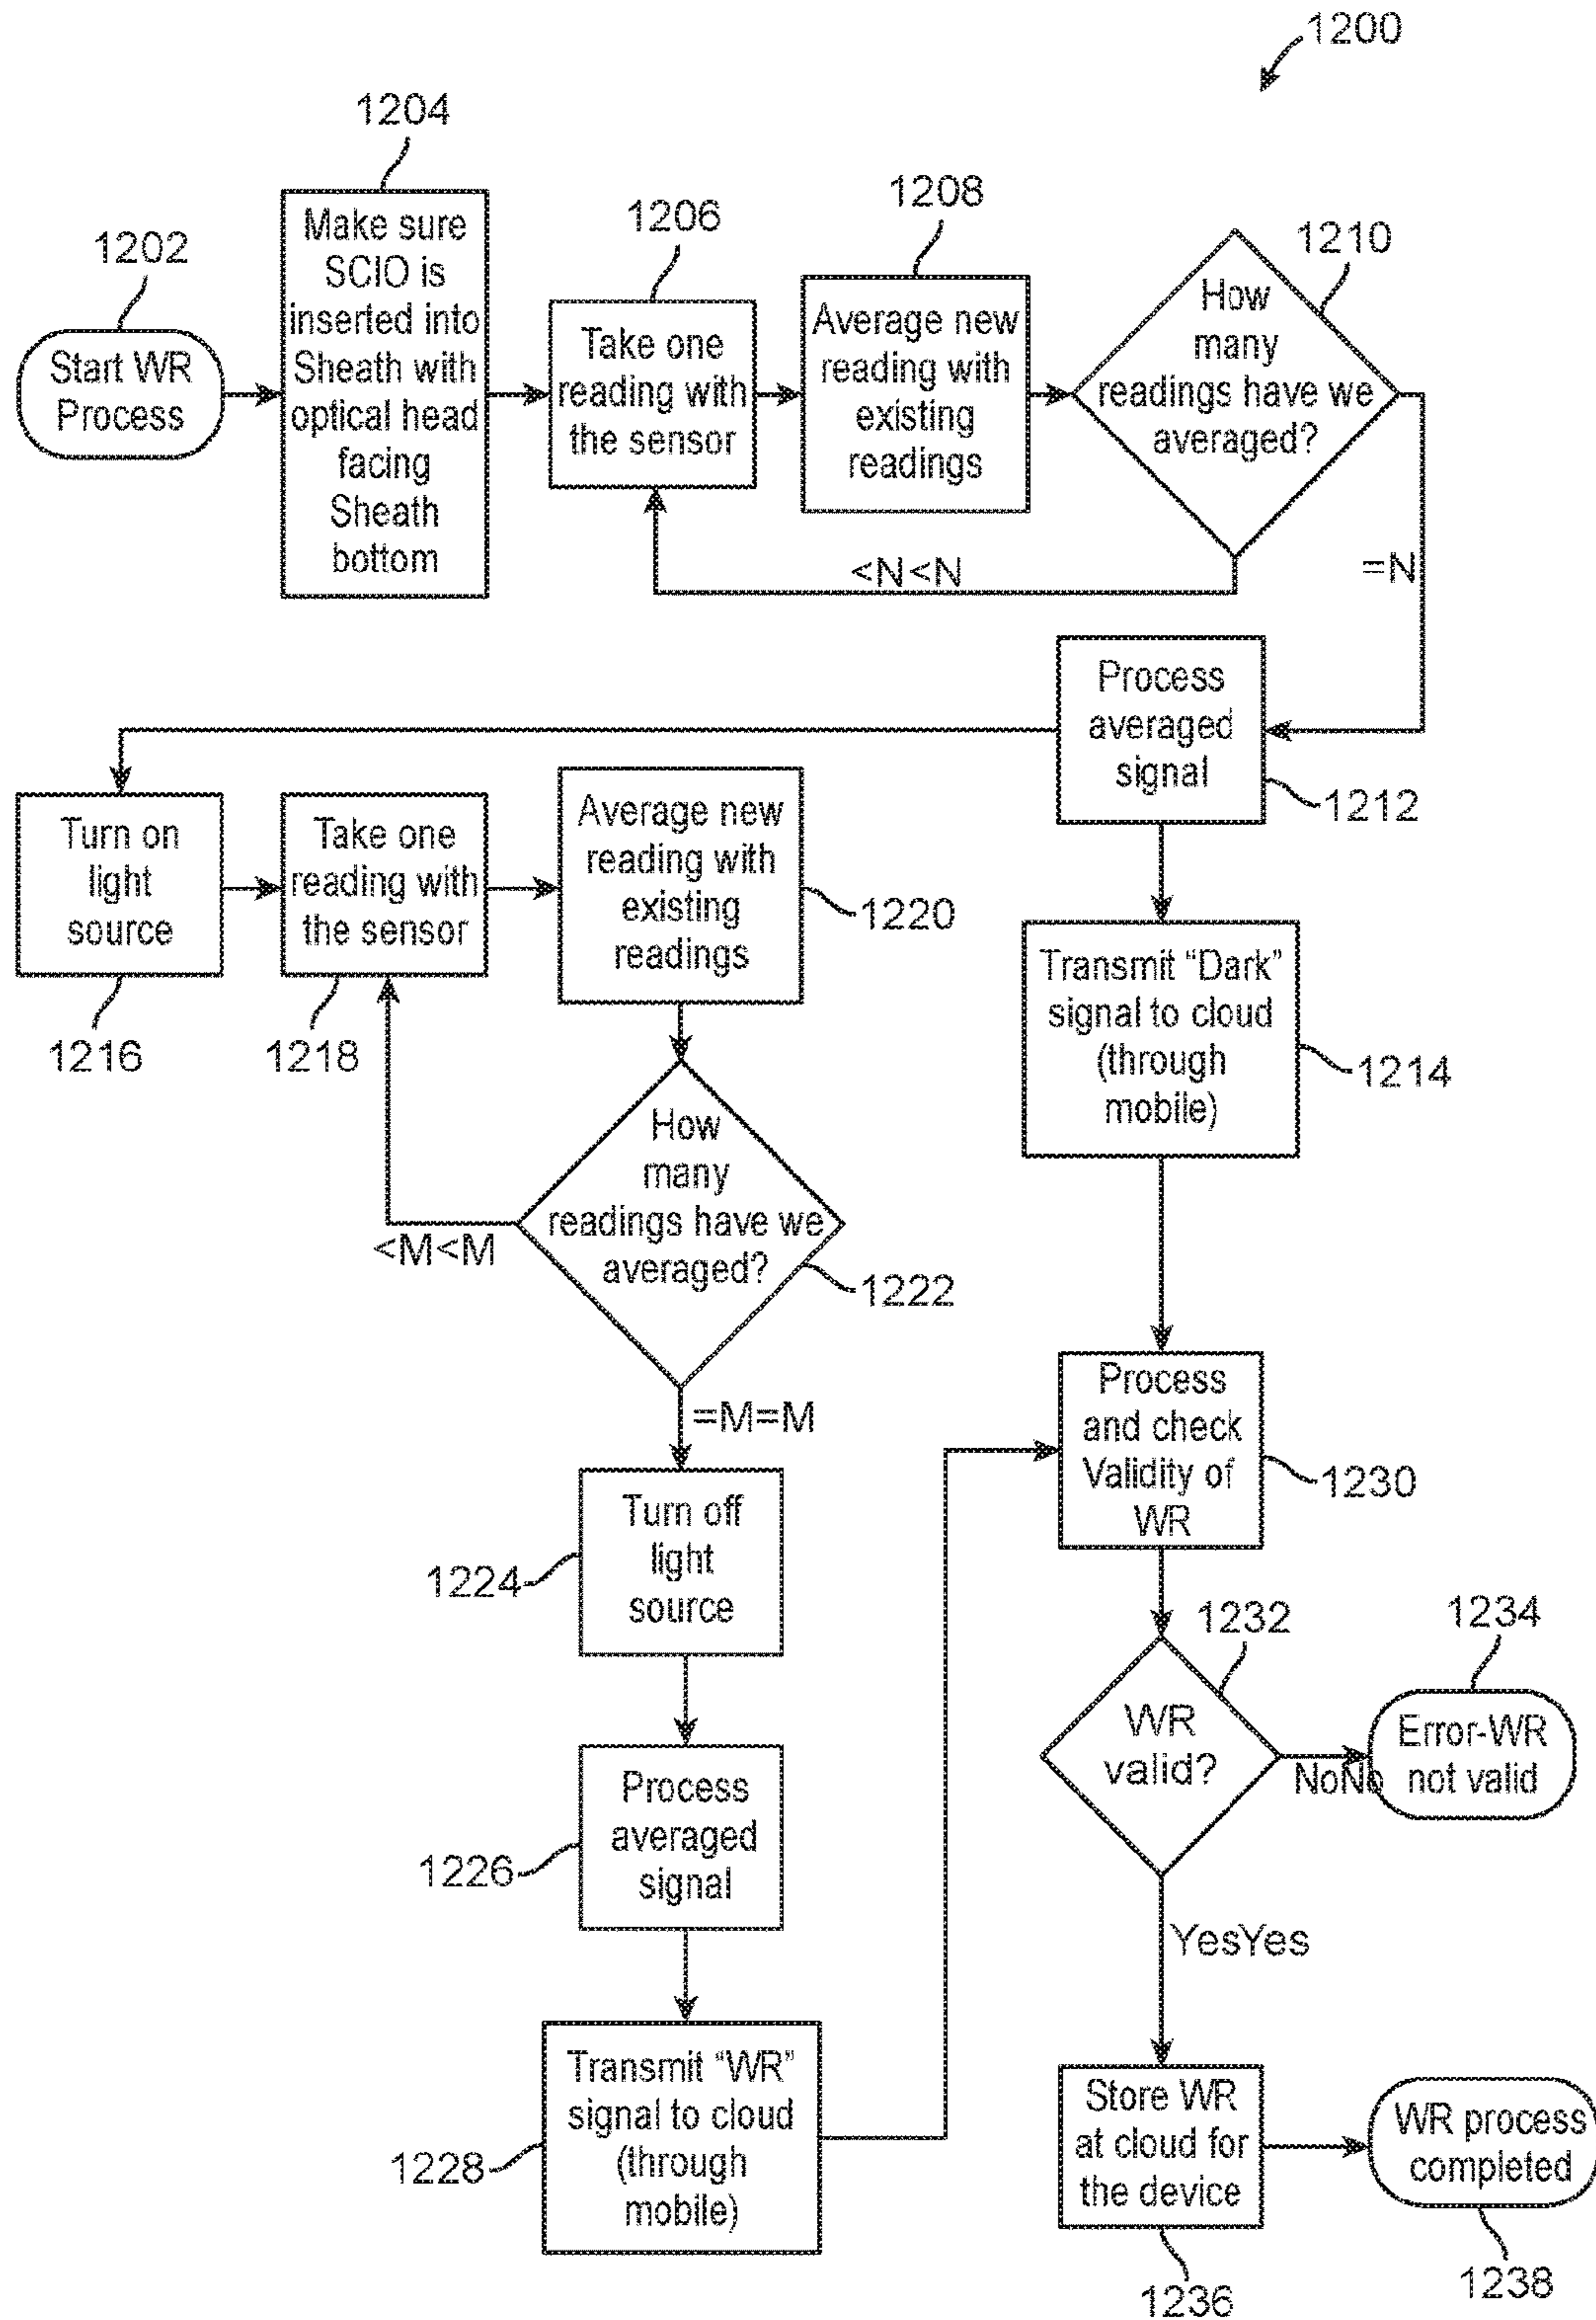 1200
1202
Start WR
Process
1204
Make sure
SCIO is
inserted into
Sheath with
optical head
facing
Sheath
bottom
1206
Take one
reading with
the sensor
1208
Average new
reading with
existing
readings
1210
How
many
readings have we
averaged?
<N<N
=N
Process
averaged
signal
1212
Transmit “Dark”
signal to cloud
(through
mobile)
1214
Turn on
light
source
1216
Take one
reading with
the sensor
1218
Average new
reading with
existing
readings
1220
How
many
readings have we
averaged?
1222
<M<M
=M=M
Turn off
light
source
1224
Process
averaged
signal
1226
Transmit “WR”
signal to cloud
(through
mobile)
1228
Process
and check
Validity of
WR
1230
WR
valid?
1232
NoNo
Error-WR
not valid
1234
YesYes
Store WR
at cloud for
the device
1236
WR process
completed
1238